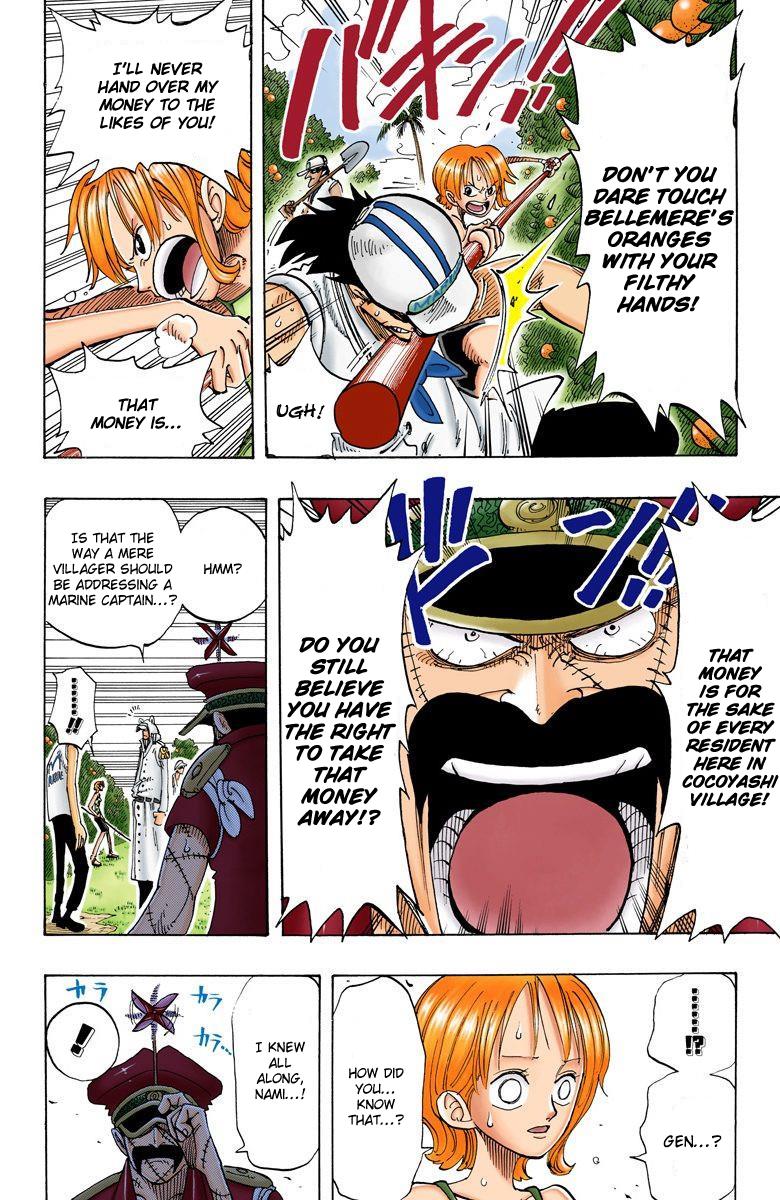 バキン!!
DON'T YOU
DARE TOUCH
BELLEMERE'S
ORANGES
WITH YOUR
FILTHY
HANDS!
UGH!
I'LL NEVER
HAND OVER MY
MONEY TO THE
LIKES OF YOU!
THAT
MONEY IS...
ドン!!!
THAT
MONEY
IS FOR
THE SAKE
OF EVERY
RESIDENT
HERE IN
COCOYASHI
VILLAGE!
DO YOU
STILL
BELIEVE
YOU HAVE
THE RIGHT
TO TAKE
THAT
MONEY
AWAY!?
HMM?
IS THAT THE
WAY A MERE
VILLAGER SHOULD
BE ADDRESSING A
MARINE CAPTAIN...?
......!!
......!?
GEN...?
HOW DID
YOU...
KNOW
THAT...?
I KNEW
ALL
ALONG,
NAMI...!
カラ
カラ
カラ...
!